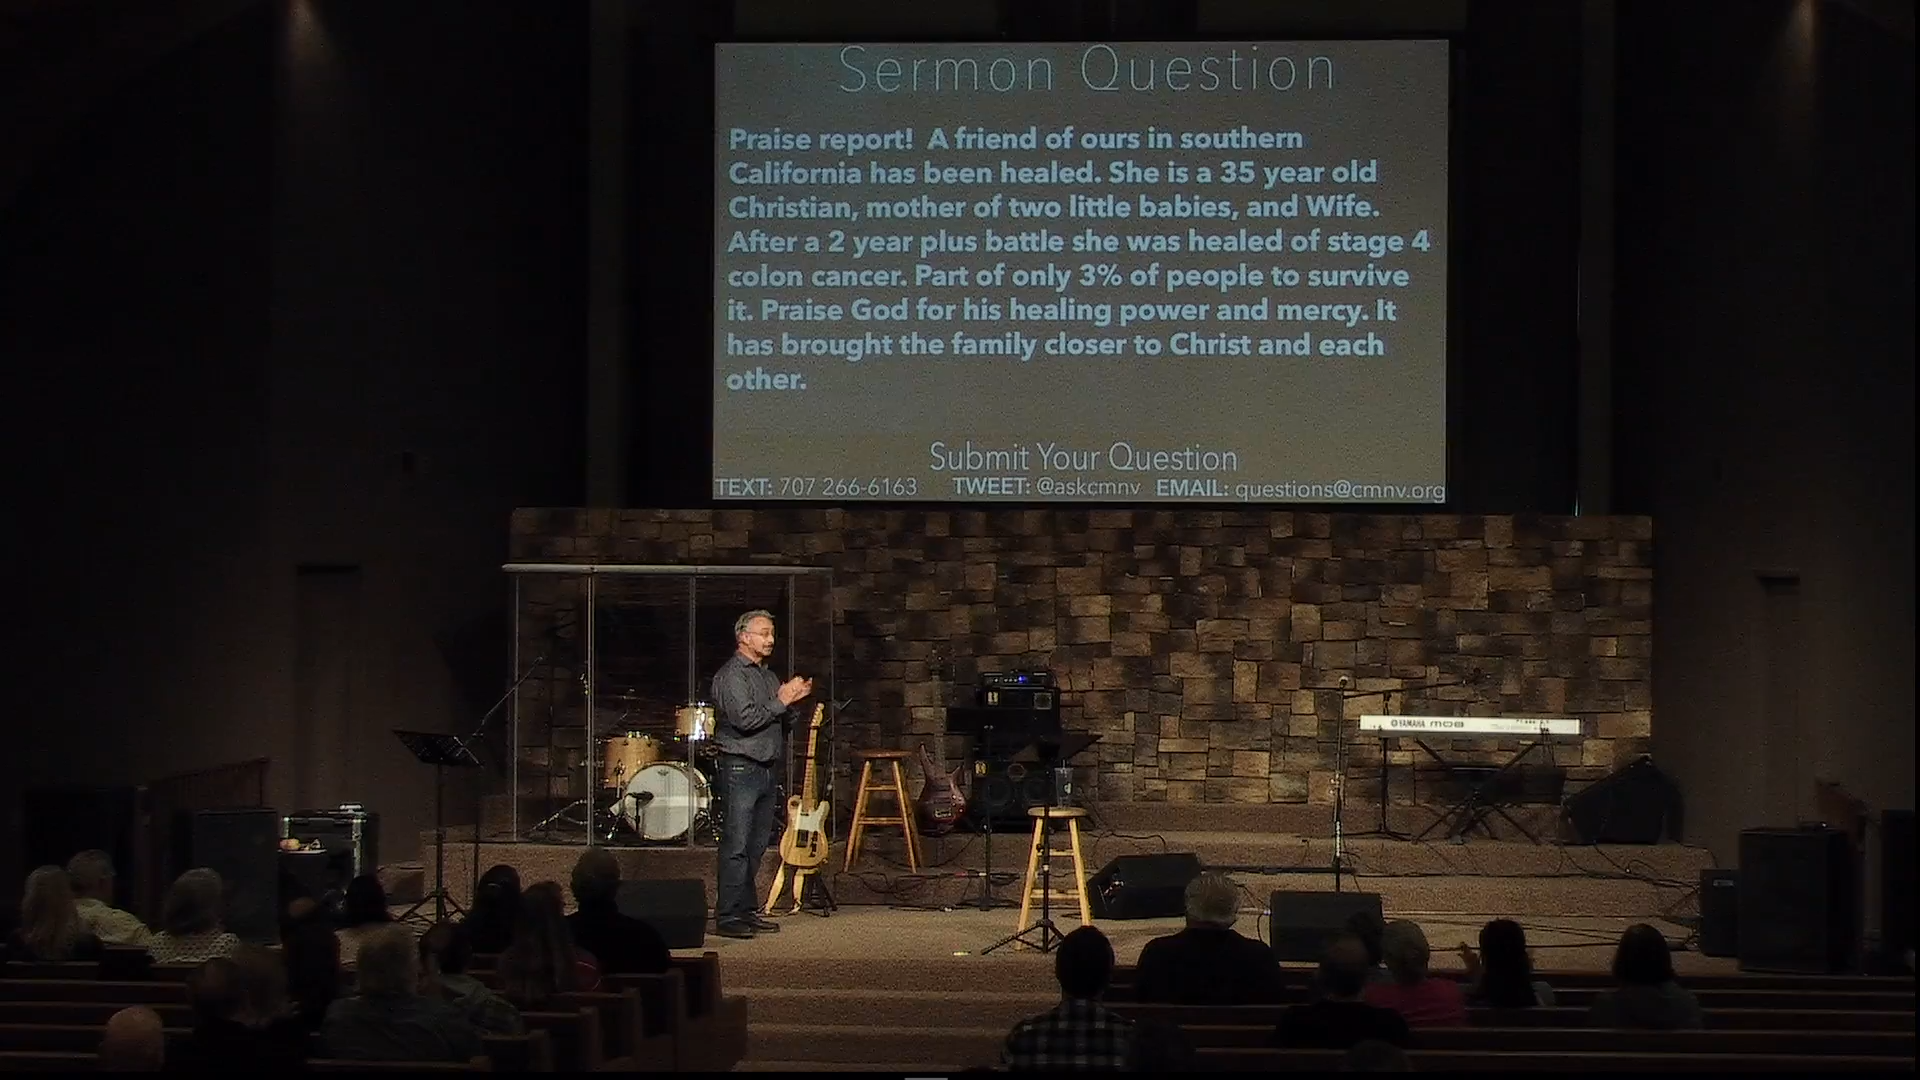 Sermon Question
Praise report!  A friend of ours in southern
California has been healed. She is a 35 year old
Christian, mother of two little babies, and Wife.
After a 2 year plus battle she was healed of stage 4
colon cancer. Part of only 3% of people to survive
it. Praise God for his healing power and mercy. It
has brought the family closer to Christ and each
other.
Submit Your Question
TEXT: 707 266-6163 TWEET: @askcmnv EMAIL: questions@cmnv.org
YAMAHA MO8